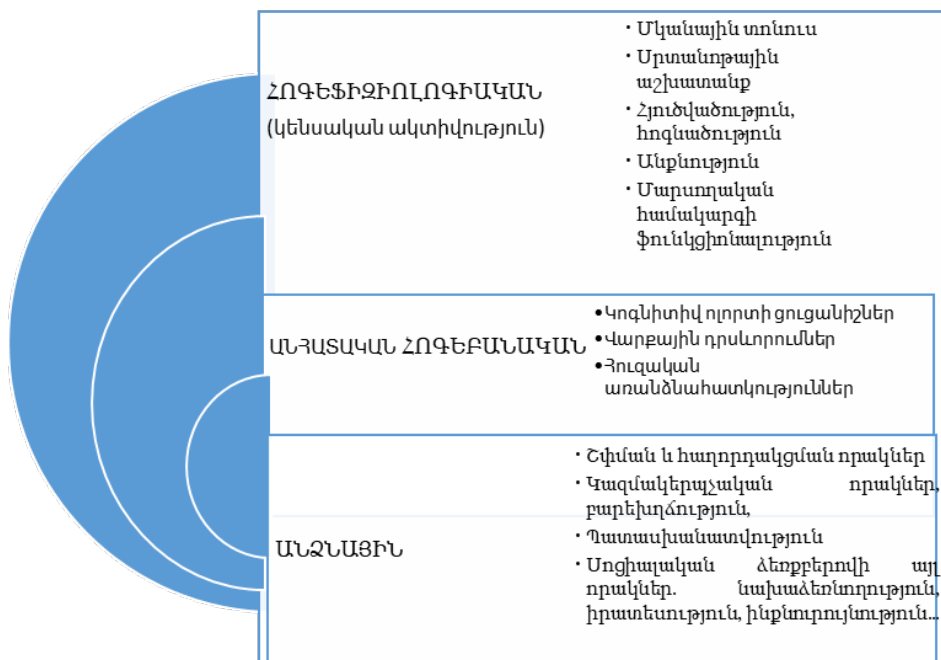 ՀՈԳԵՖԻԶԻՈԼՈԳԻԱԿԱՆ
(կենսական ակտիվություն)
• Մկանային տոնուս
• Սրտանոթային
աշխատանք
• Հյուծվածություն,
հոգնածություն
• Անքնություն
• Մարսողական
համակարգի
ֆունկցիոնալություն
ԱՆՀԱՏԱԿԱՆ ՀՈԳԵԲԱՆԱԿԱՆ
•Կոգնիտիվ ոլորտի ցուցանիշներ
•Վարքային դրսևորումներ
•Հուզական
առանձնահատկություններ
ԱՆՁՆԱՅԻՆ
• Շփման և հաղորդակցման որակներ
• Կազմակերպչական որակներ,
բարեխղճություն,
• Պատասխանատվություն
• Սոցիալական ձեռքբերովի այլ
որակներ. նախաձեռնողություն,
իրատեսություն, ինքնուրույնություն...